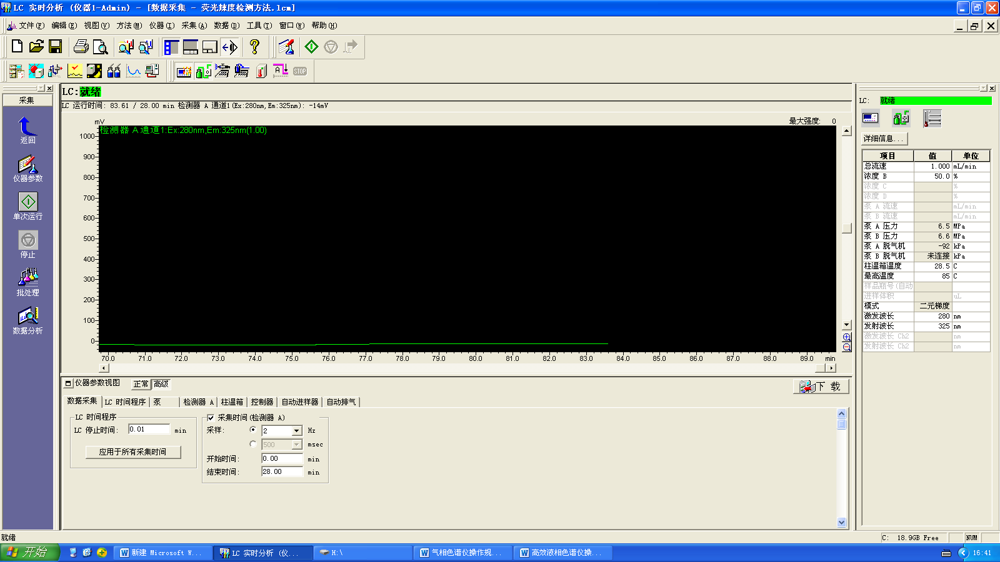 LC 实时分析 (仪器1-Admin) - [数据采集 - 荧光辣度检测方法.lcm]
文件(F) 编辑(E) 视图(V) 方法(M) 仪器(I) 采集(A) 数据(D) 工具(T) 窗口(W) 帮助(H)
STOP
采集
返回
仪器参数
单次运行
停止
批处理
数据分析
LC:就绪
LC 运行时间: 83.61 / 28.00 min 检测器 A 通道1(Ex:280nm,Em:325nm): -14mV
mV
最大强度: 0
检测器 A 通道1:Ex:280nm,Em:325nm(1.00)
1000
900
800
700
600
500
400
300
200
100
0
70.0 71.0 72.0 73.0 74.0 75.0 76.0 77.0 78.0 79.0 80.0 81.0 82.0 83.0 84.0 85.0 86.0 87.0 88.0 89.0 min
仪器参数视图 正常 高级
下载
数据采集 LC 时间程序 泵 检测器 A 柱温箱 控制器 自动进样器 自动排气
LC 时间程序
LC 停止时间: 0.01 min
应用于所有采集时间
采集时间(检测器 A)
采样: 2 Hz
500 msec
开始时间: 0.00 min
结束时间: 28.00 min
LC: 就绪
详细信息...
项目 值 单位
总流速 1.000 mL/min
浓度 B 50.0 %
浓度 C %
浓度 D %
泵 A 流速 mL/min
泵 B 流速 mL/min
泵 A 压力 6.5 MPa
泵 B 压力 6.6 MPa
泵 A 脱气机 -92 kPa
泵 B 脱气机 未连接 kPa
柱温箱温度 28.5 C
最高温度 85 C
样品瓶号(自动
进样体积 uL
模式 二元梯度
激发波长 280 nm
发射波长 325 nm
激发波长 Ch2 nm
发射波长 Ch2 nm
就绪
C: 18.9GB Free NUM
开始 新建 Microsoft W... LC 实时分析 (仪... H:\ 气相色谱仪操作规... 高效液相色谱仪操... 16:41